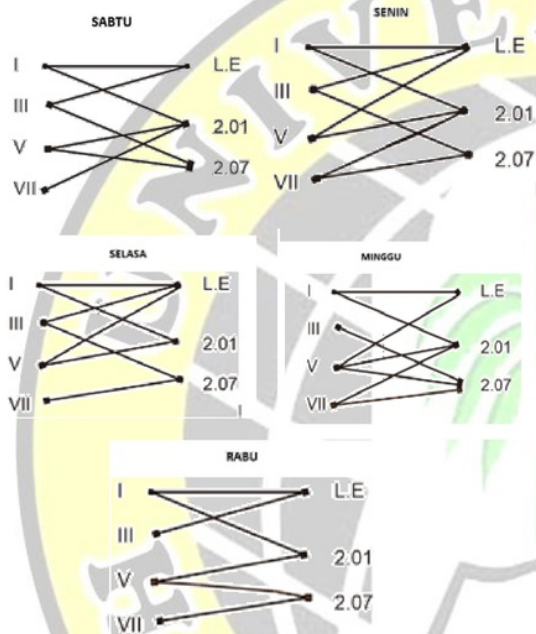 SABTU
I
III
V
VII
L.E
2.01
2.07
SENIN
I
III
V
VII
L.E
2.01
2.07
SELASA
I
III
V
VII
L.E
2.01
2.07
MINGGU
I
III
V
VII
L.E
2.01
2.07
RABU
I
III
V
VII
L.E
2.01
2.07